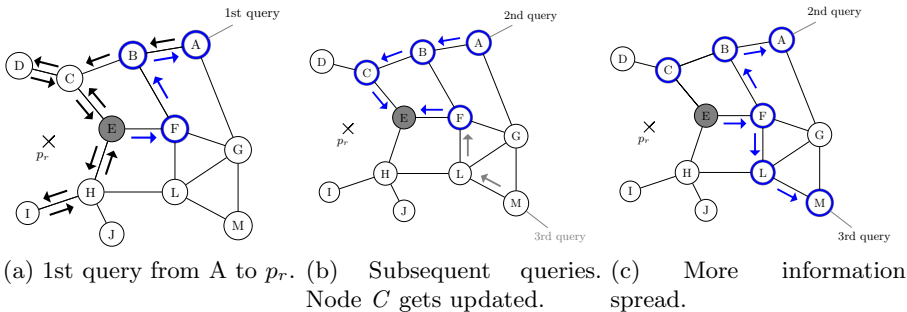 1st query
A
B
D
C
E
F
p_r
G
H
I
L
J
M
(a) 1st query from A to p_r.
2nd query
A
B
D
C
E
F
p_r
G
H
I
L
J
M
3rd query
(b) Subsequent queries.
Node C gets updated.
2nd query
A
B
D
C
E
F
p_r
G
H
I
L
J
M
3rd query
(c) More information
spread.